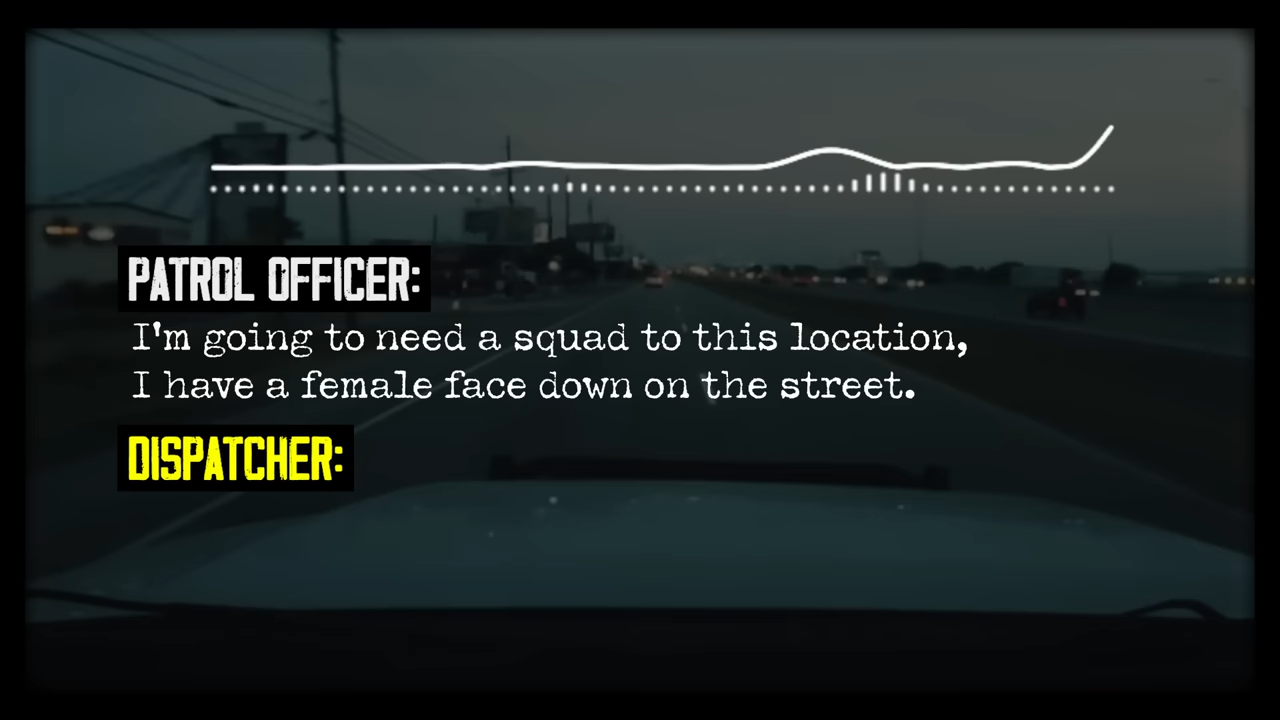 PATROL OFFICER:
I'm going to need a squad to this location,
I have a female face down on the street.
DISPATCHER: